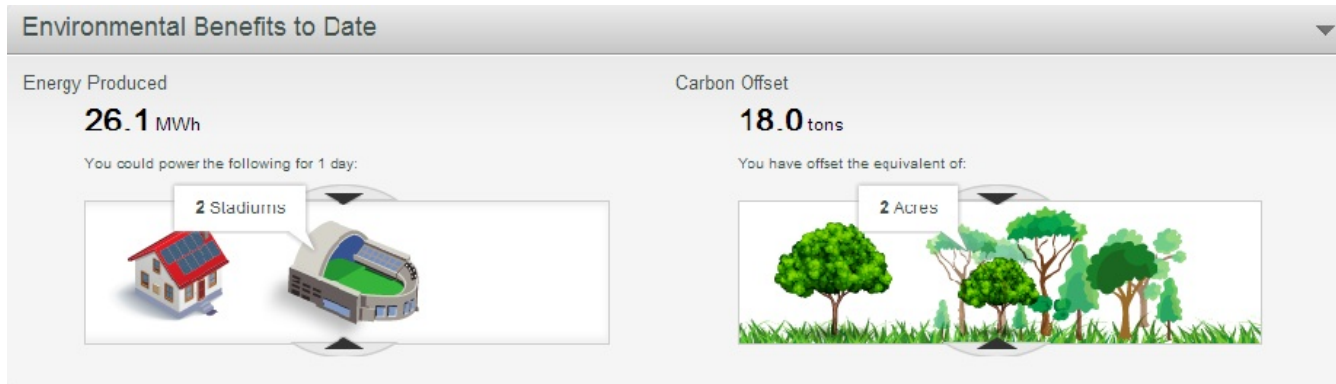 Environmental Benefits to Date
Energy Produced
26.1 MWh
You could power the following for 1 day:
2 Stadiums
Carbon Offset
18.0 tons
You have offset the equivalent of:
2 Acres